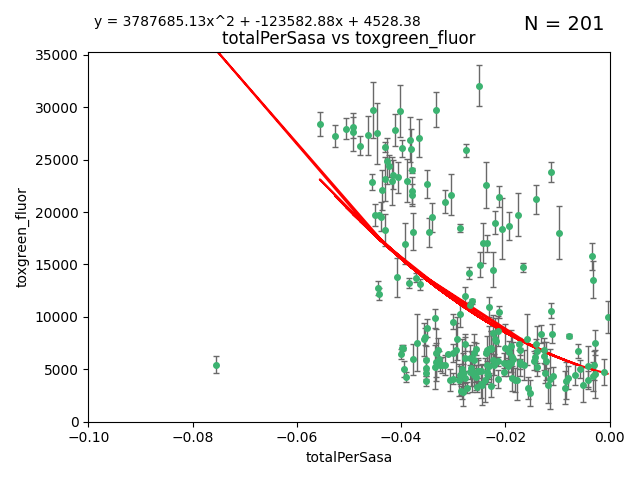 y = 3787685.13x^2 + -123582.88x + 4528.38
N = 201
totalPerSasa vs toxgreen_fluor
35000
30000
25000
20000
15000
10000
5000
0
toxgreen_fluor
−0.10 −0.08 −0.06 −0.04 −0.02 0.00
totalPerSasa